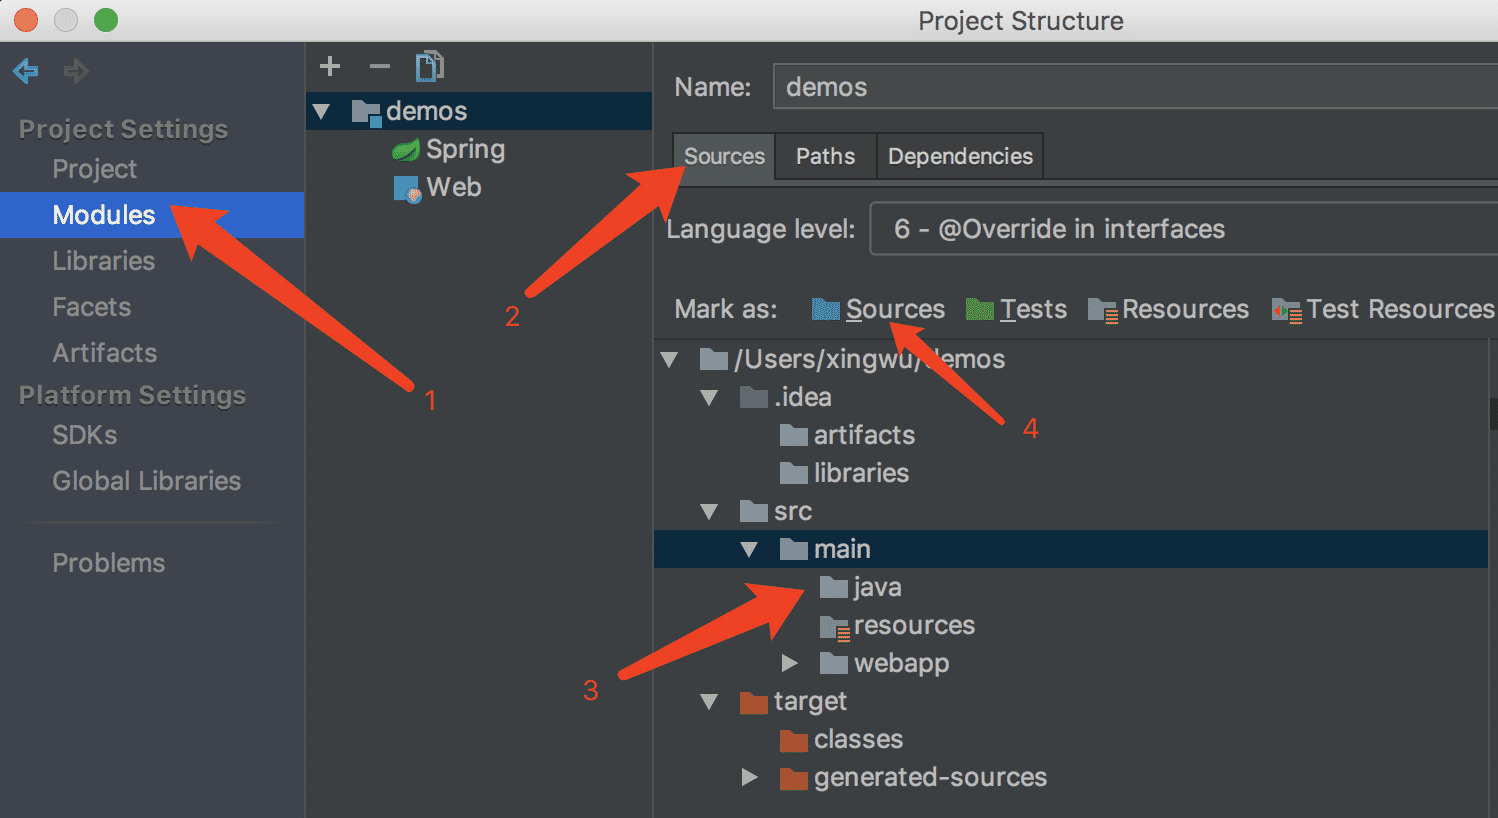 Project Structure
Project Settings
Project
Modules
Libraries
Facets
Artifacts
Platform Settings
SDKs
Global Libraries
Problems
demos
Spring
Web
Name: demos
Sources Paths Dependencies
Language level: 6 - @Override in interfaces
Mark as: Sources Tests Resources Test Resources
/Users/xingwu/demos
.idea
artifacts
libraries
src
main
java
resources
webapp
target
classes
generated-sources
1
2
3
4